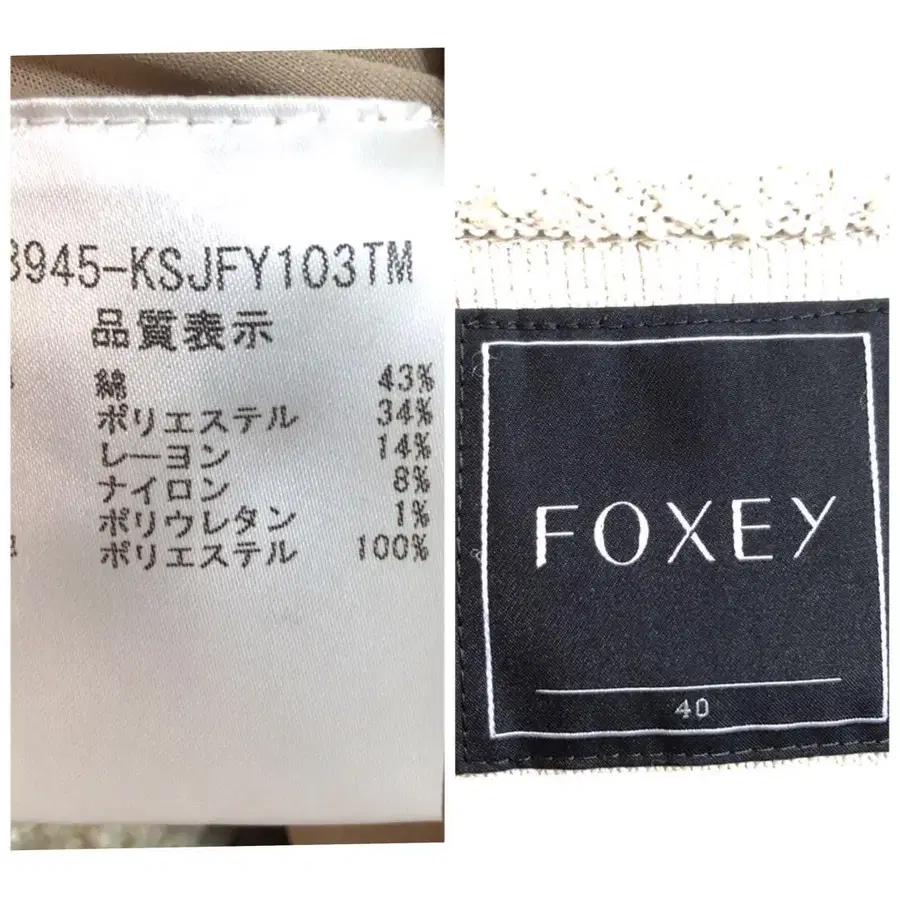 3945-KSJFY103TM
品質表示
綿 43%
ポリエステル 34%
レーヨン 14%
ナイロン 8%
ポリウレタン 1%
ポリエステル 100%
FOXEY
40